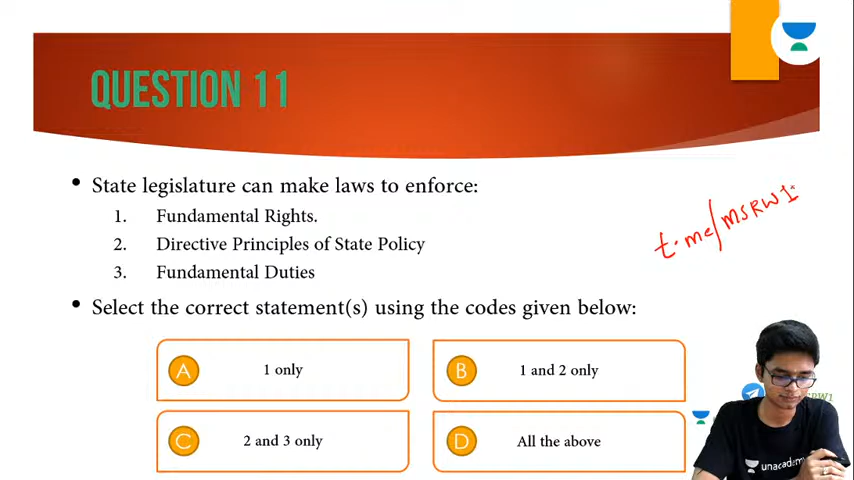 QUESTION 11
• State legislature can make laws to enforce:
1. Fundamental Rights.
2. Directive Principles of State Policy
3. Fundamental Duties
t.me/MSRW1
• Select the correct statement(s) using the codes given below:
A 1 only
B 1 and 2 only
C 2 and 3 only
D All the above
unacademy